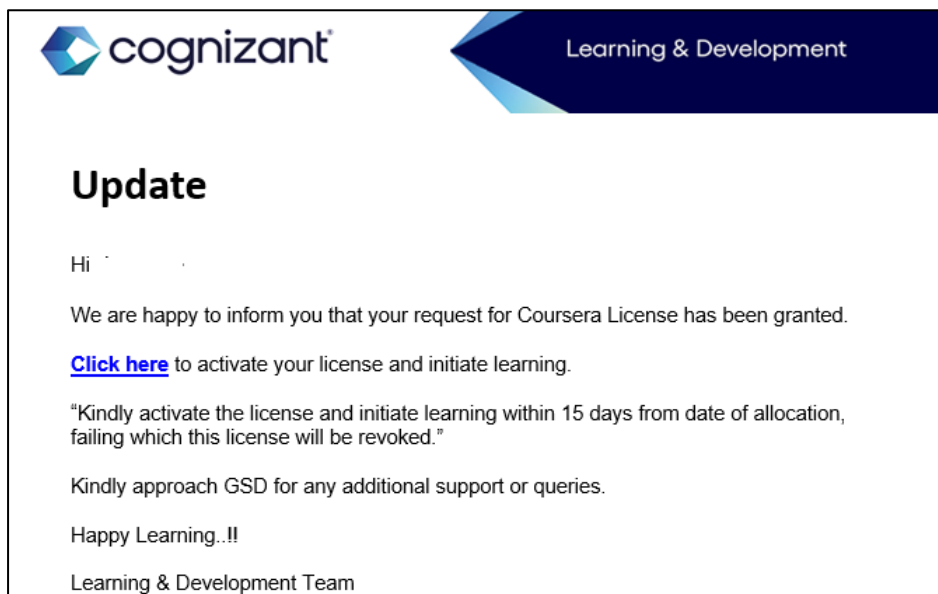 cognizant
Learning & Development
Update
Hi
We are happy to inform you that your request for Coursera License has been granted.
Click here to activate your license and initiate learning.
“Kindly activate the license and initiate learning within 15 days from date of allocation,
failing which this license will be revoked.”
Kindly approach GSD for any additional support or queries.
Happy Learning..!!
Learning & Development Team